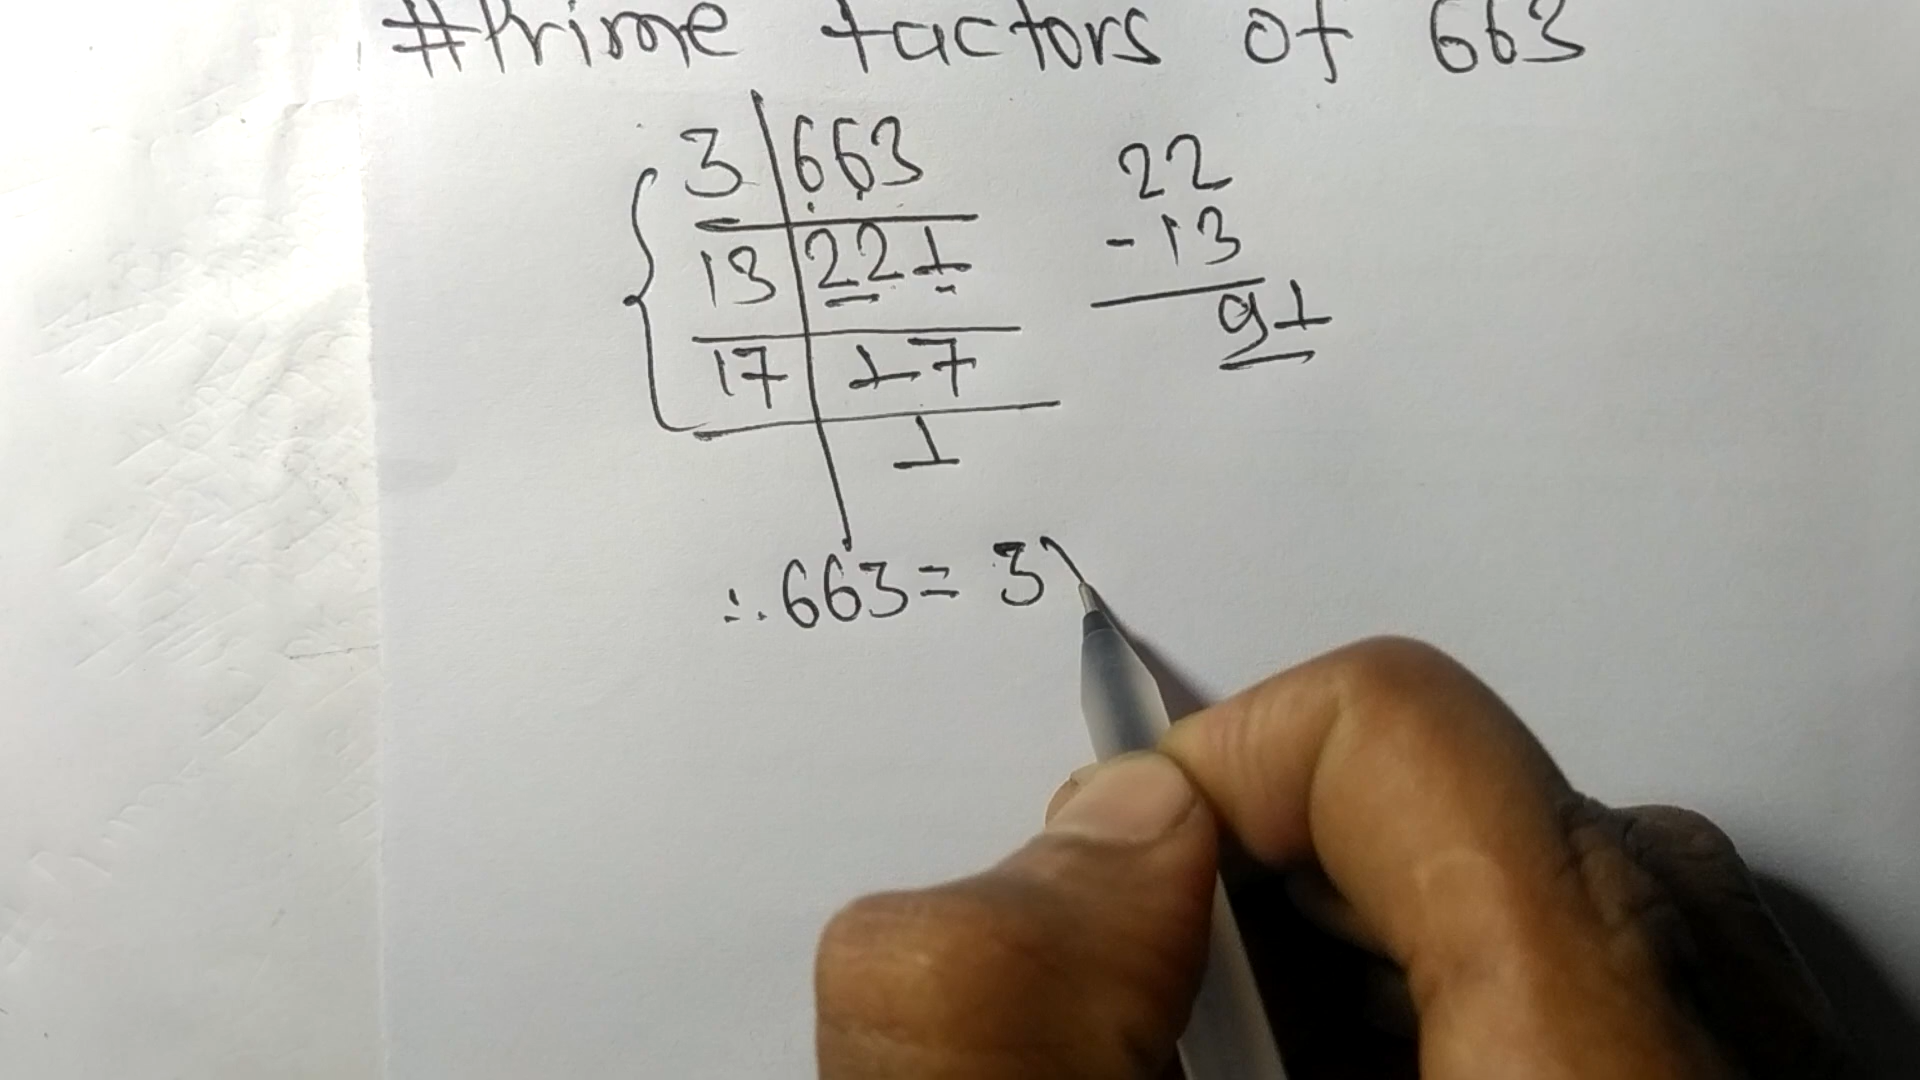 #Prime factors of 663
3 | 663
13 | 221
17 | 17
1
22
-13
91
∴ 663 = 3